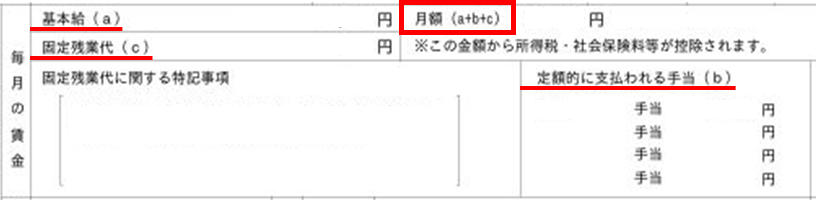 毎月の賃金
基本給（a） 円
月額（a+b+c） 円
固定残業代（c） 円
※この金額から所得税・社会保険料等が控除されます。
固定残業代に関する特記事項
定額的に支払われる手当（b）
手当 円
手当 円
手当 円
手当 円